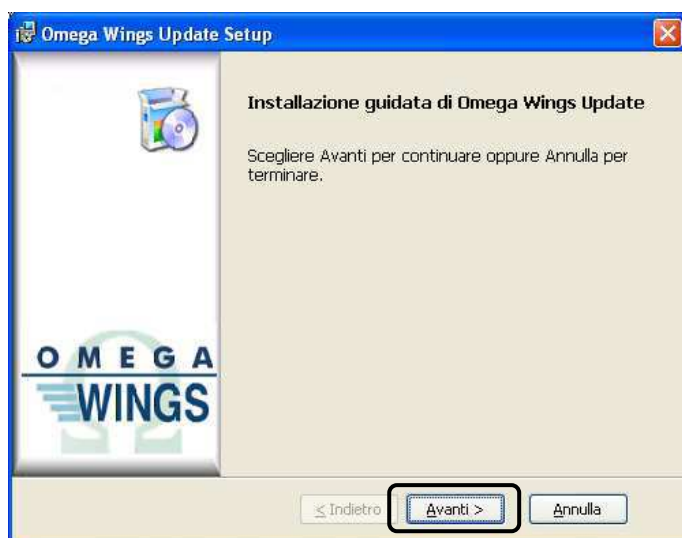 Omega Wings Update Setup
Installazione guidata di Omega Wings Update
Scegliere Avanti per continuare oppure Annulla per
terminare.
OMEGA
WINGS
< Indietro
Avanti >
Annulla